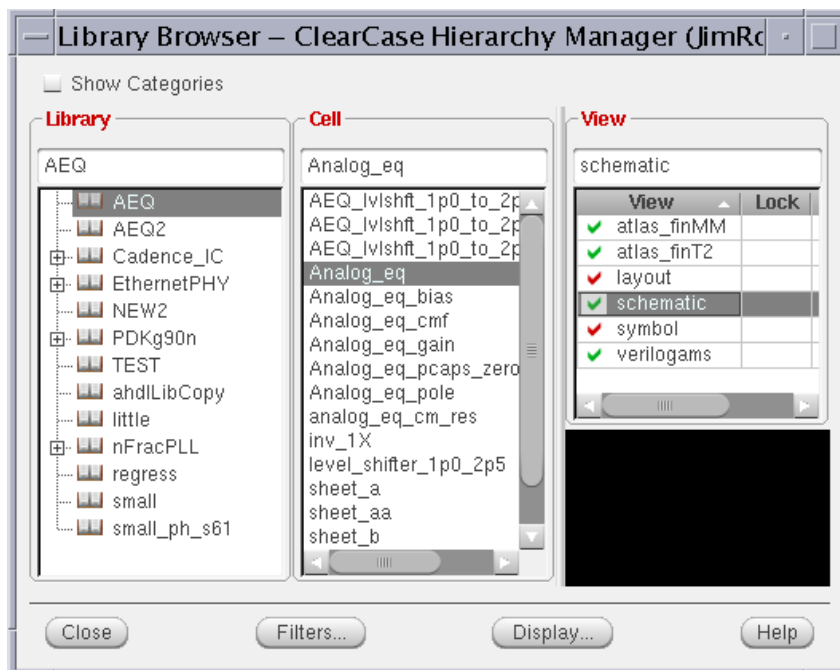 Library Browser – ClearCase Hierarchy Manager (JimRo
Show Categories
Library
AEQ
AEQ
AEQ2
Cadence_IC
EthernetPHY
NEW2
PDKg90n
TEST
ahdlLibCopy
little
nFracPLL
regress
small
small_ph_s61
Cell
Analog_eq
AEQ_lvlshft_1p0_to_2p
AEQ_lvlshft_1p0_to_2p
AEQ_lvlshft_1p0_to_2p
Analog_eq
Analog_eq_bias
Analog_eq_cmf
Analog_eq_gain
Analog_eq_pcaps_zero
Analog_eq_pole
analog_eq_cm_res
inv_1X
level_shifter_1p0_2p5
sheet_a
sheet_aa
sheet_b
View
schematic
View Lock
atlas_finMM
atlas_finT2
layout
schematic
symbol
verilogams
Close Filters... Display... Help